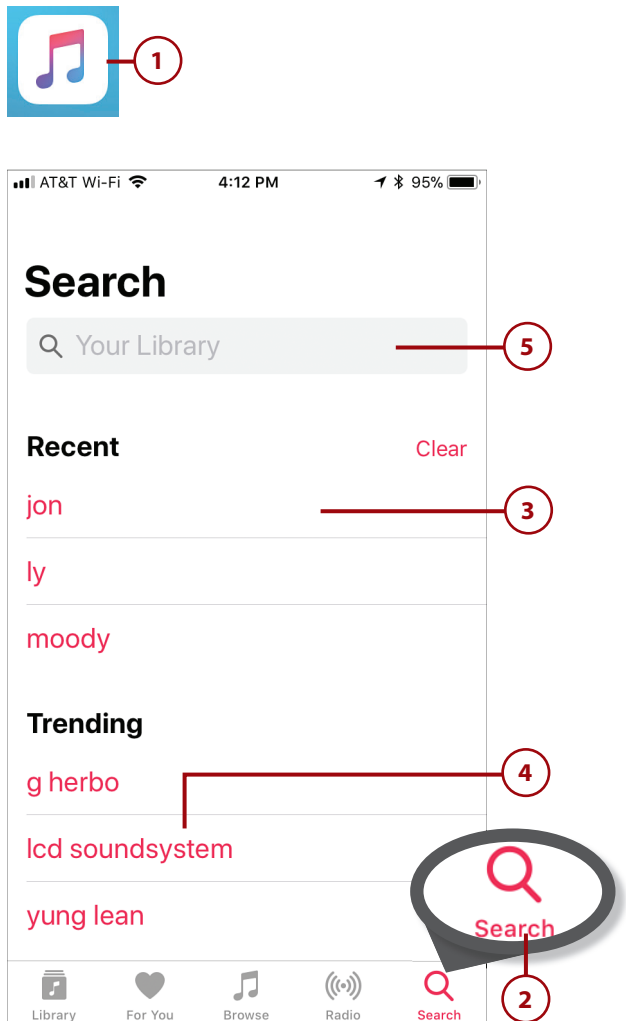 1
AT&T Wi-Fi 4:12 PM 95%
Search
Your Library 5
Recent Clear
jon 3
ly
moody
Trending
g herbo 4
lcd soundsystem
yung lean
Search
Library For You Browse Radio Search 2